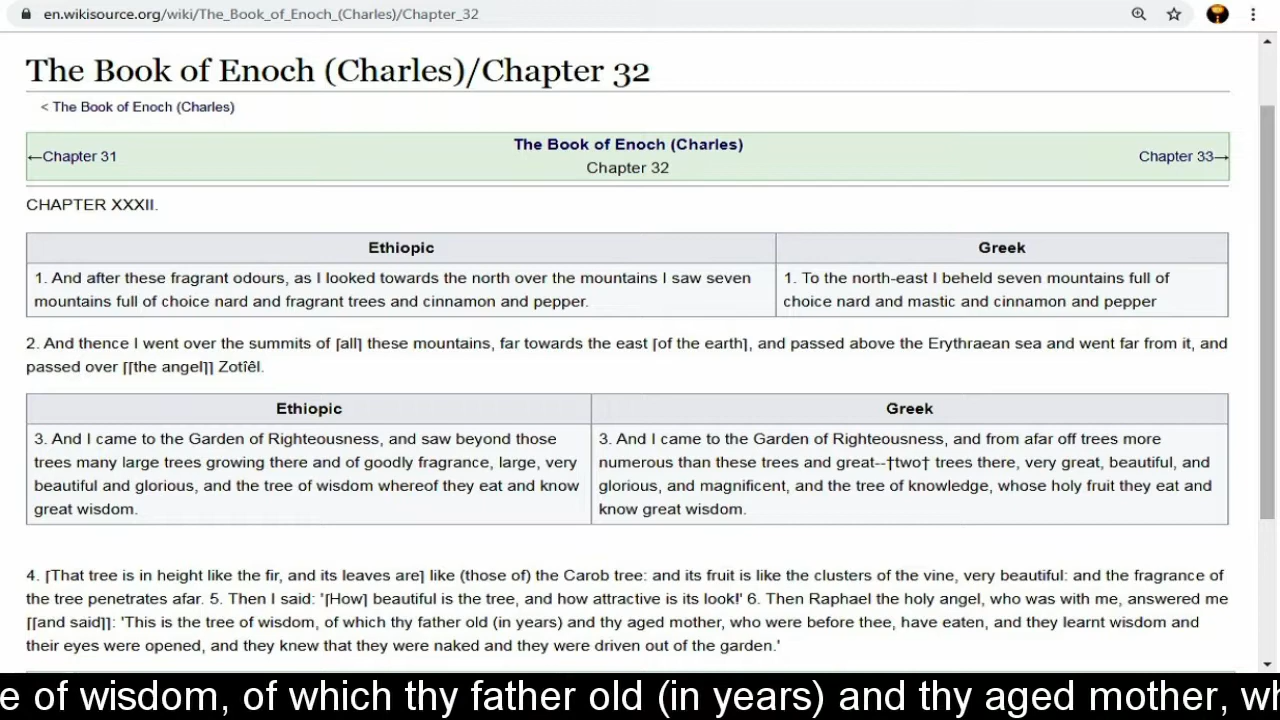 en.wikisource.org/wiki/The_Book_of_Enoch_(Charles)/Chapter_32
The Book of Enoch (Charles)/Chapter 32
< The Book of Enoch (Charles)
←Chapter 31
The Book of Enoch (Charles)
Chapter 32
Chapter 33→
CHAPTER XXXII.
Ethiopic
1. And after these fragrant odours, as I looked towards the north over the mountains I saw seven
mountains full of choice nard and fragrant trees and cinnamon and pepper.
Greek
1. To the north-east I beheld seven mountains full of
choice nard and mastic and cinnamon and pepper
2. And thence I went over the summits of ⌈all⌉ these mountains, far towards the east ⌈of the earth⌉, and passed above the Erythraean sea and went far from it, and
passed over ⌈⌈the angel⌉⌉ Zotîêl.
Ethiopic
3. And I came to the Garden of Righteousness, and saw beyond those
trees many large trees growing there and of goodly fragrance, large, very
beautiful and glorious, and the tree of wisdom whereof they eat and know
great wisdom.
Greek
3. And I came to the Garden of Righteousness, and from afar off trees more
numerous than these trees and great--†two† trees there, very great, beautiful, and
glorious, and magnificent, and the tree of knowledge, whose holy fruit they eat and
know great wisdom.
4. ⌈That tree is in height like the fir, and its leaves are⌉ like (those of) the Carob tree: and its fruit is like the clusters of the vine, very beautiful: and the fragrance of
the tree penetrates afar. 5. Then I said: '⌈How⌉ beautiful is the tree, and how attractive is its look!' 6. Then Raphael the holy angel, who was with me, answered me
⌈⌈and said⌉⌉: 'This is the tree of wisdom, of which thy father old (in years) and thy aged mother, who were before thee, have eaten, and they learnt wisdom and
their eyes were opened, and they knew that they were naked and they were driven out of the garden.'
e of wisdom, of which thy father old (in years) and thy aged mother, wh